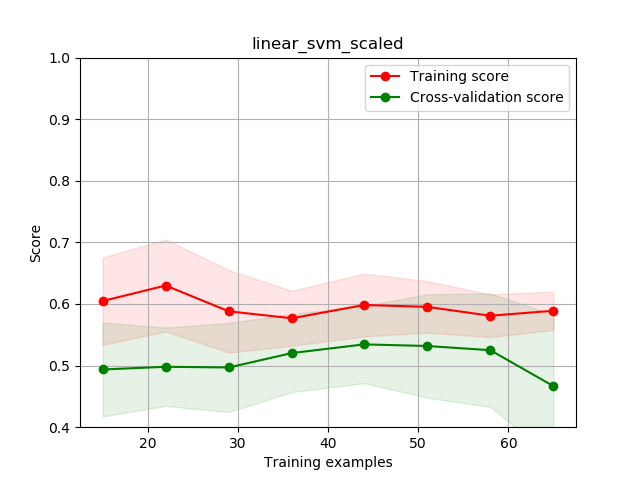 linear_svm_scaled
1.0
0.9
0.8
0.7
0.6
0.5
0.4
Score
Training score
Cross-validation score
20 30 40 50 60
Training examples